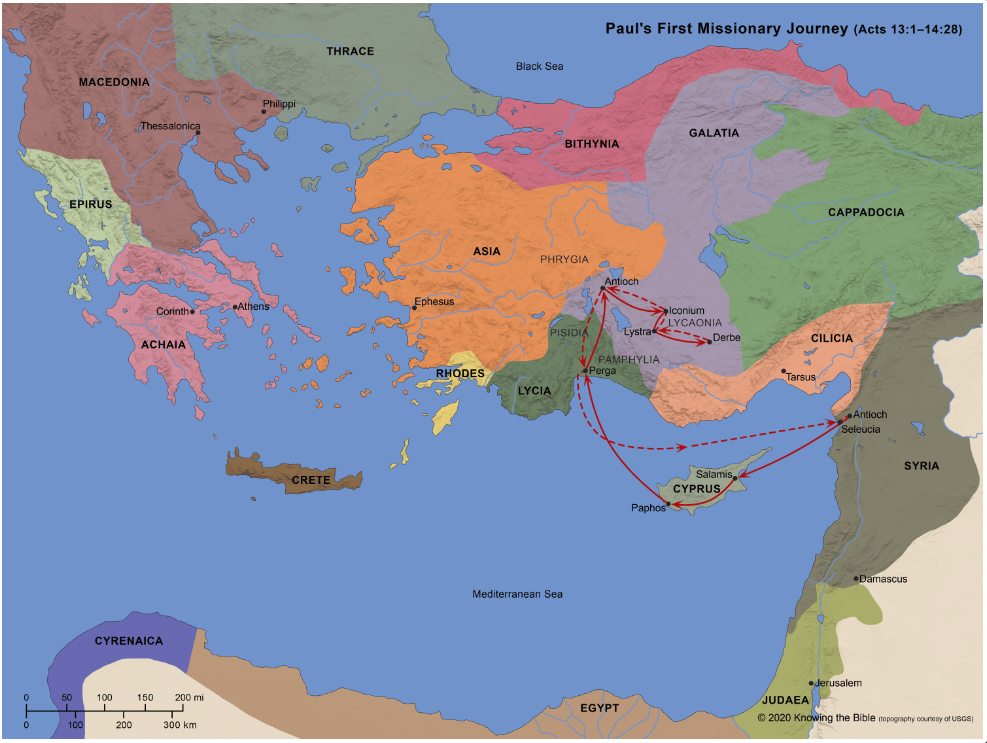 Paul's First Missionary Journey (Acts 13:1–14:28)
THRACE
Black Sea
MACEDONIA
Philippi
Thessalonica
BITHYNIA
GALATIA
EPIRUS
CAPPADOCIA
ASIA
PHRYGIA
Antioch
Ephesus
Corinth
Athens
Iconium
LYCAONIA
Lystra
Derbe
PISIDIA
CILICIA
ACHAIA
PAMPHYLIA
RHODES
Perga
Tarsus
LYCIA
Antioch
Seleucia
SYRIA
CRETE
Salamis
CYPRUS
Paphos
Damascus
Mediterranean Sea
CYRENAICA
0 50 100 150 200 mi
0 100 200 300 km
Jerusalem
JUDAEA
EGYPT
© 2020 Knowing the Bible (topography courtesy of USGS)